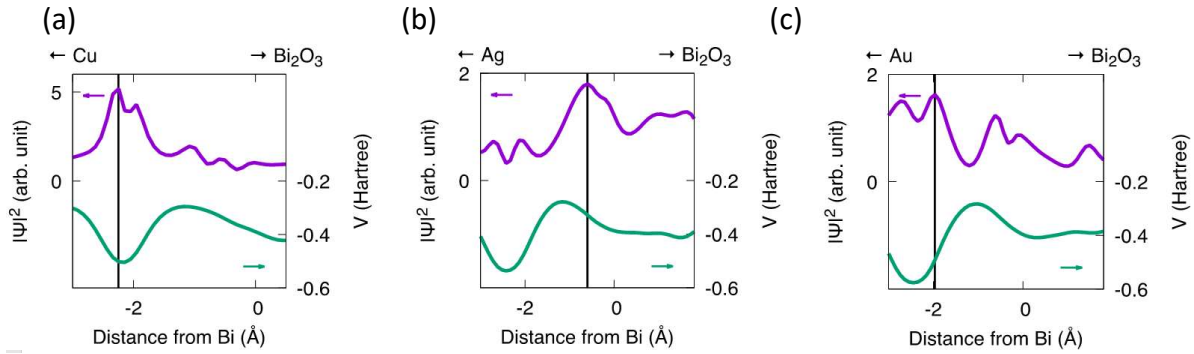 (a)
← Cu
→ Bi₂O₃
5
0
|Ψ|² (arb. unit)
-0.2
-0.4
-0.6
V (Hartree)
-2
0
Distance from Bi (Å)
(b)
← Ag
→ Bi₂O₃
2
0
|Ψ|² (arb. unit)
-0.2
-0.4
-0.6
V (Hartree)
-2
0
Distance from Bi (Å)
(c)
← Au
→ Bi₂O₃
2
0
|Ψ|² (arb. unit)
-0.2
-0.4
-0.6
V (Hartree)
-2
0
Distance from Bi (Å)